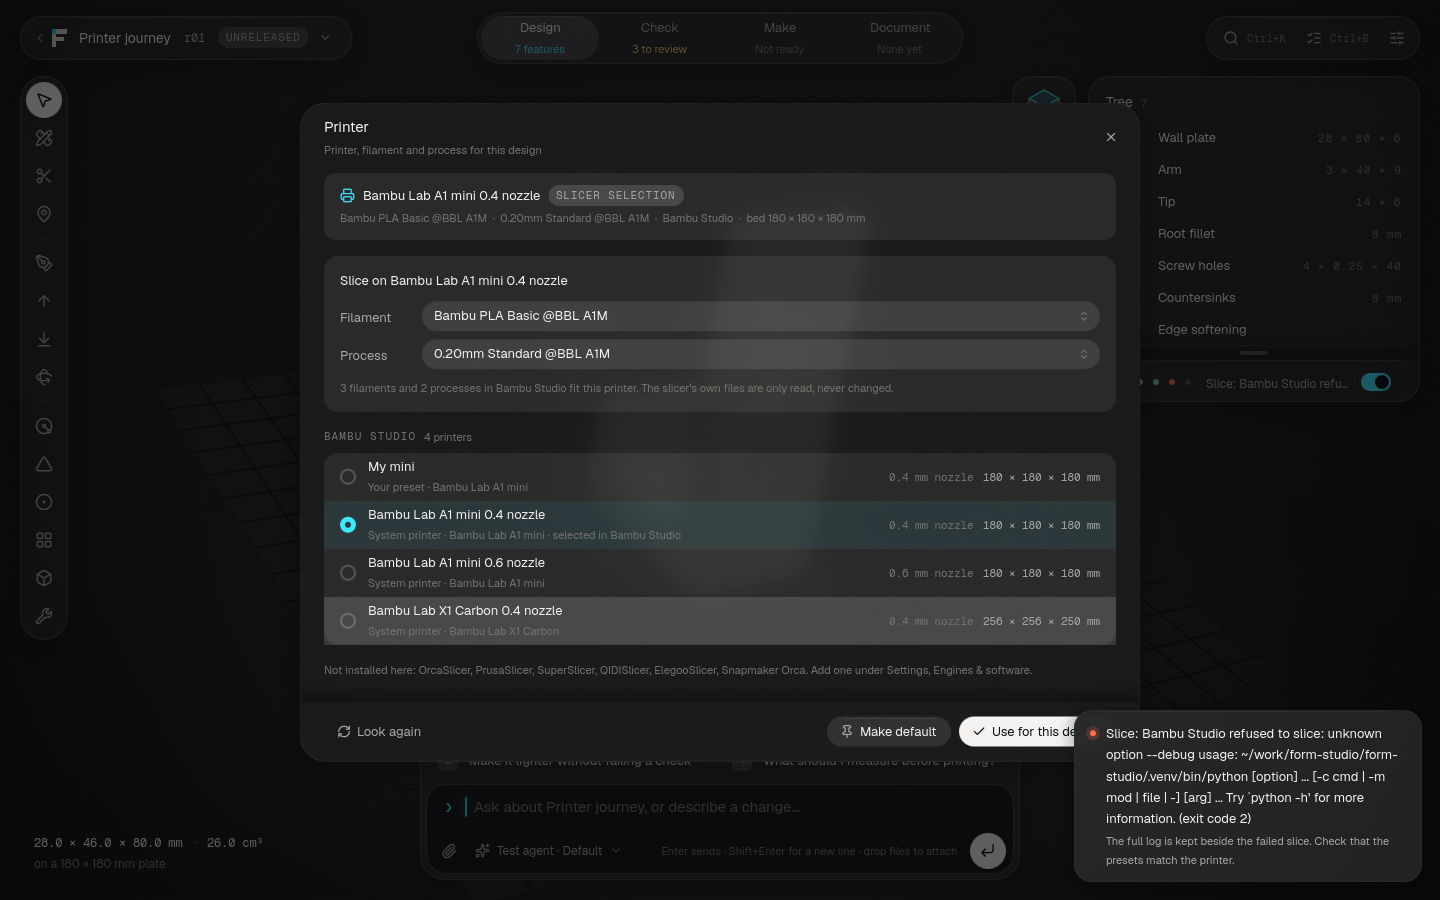 Printer journey r01 UNRELEASED
Design
7 features
Check
3 to review
Make
Not ready
Document
None yet
Ctrl+K
Ctrl+B
Tree 7
Wall plate 28 × 80 × 6
Arm 3 × 40 × 9
Tip 14 × 6
Root fillet 8 mm
Screw holes 4 × 0.25 × 40
Countersinks 8 mm
Edge softening
Slice: Bambu Studio refu...
Printer
Printer, filament and process for this design
Bambu Lab A1 mini 0.4 nozzle SLICER SELECTION
Bambu PLA Basic @BBL A1M · 0.20mm Standard @BBL A1M · Bambu Studio · bed 180 × 180 × 180 mm
Slice on Bambu Lab A1 mini 0.4 nozzle
Filament Bambu PLA Basic @BBL A1M
Process 0.20mm Standard @BBL A1M
3 filaments and 2 processes in Bambu Studio fit this printer. The slicer's own files are only read, never changed.
BAMBU STUDIO 4 printers
My mini
Your preset · Bambu Lab A1 mini
0.4 mm nozzle 180 × 180 × 180 mm
Bambu Lab A1 mini 0.4 nozzle
System printer · Bambu Lab A1 mini · selected in Bambu Studio
0.4 mm nozzle 180 × 180 × 180 mm
Bambu Lab A1 mini 0.6 nozzle
System printer · Bambu Lab A1 mini
0.6 mm nozzle 180 × 180 × 180 mm
Bambu Lab X1 Carbon 0.4 nozzle
System printer · Bambu Lab X1 Carbon
0.4 mm nozzle 256 × 256 × 250 mm
Not installed here: OrcaSlicer, PrusaSlicer, SuperSlicer, QIDISlicer, ElegooSlicer, Snapmaker Orca. Add one under Settings, Engines & software.
Look again
Make default
Use for this de
Make it lighter without failing a check
What should I measure before printing?
Ask about Printer journey, or describe a change...
Test agent · Default
Enter sends · Shift+Enter for a new line · drop files to attach
28.0 × 46.0 × 80.0 mm · 26.0 cm³
on a 180 × 180 mm plate
Slice: Bambu Studio refused to slice: unknown
option --debug usage: ~/work/form-studio/form-
studio/.venv/bin/python [option] ... [-c cmd | -m
mod | file | -] [arg] ... Try `python -h' for more
information. (exit code 2)
The full log is kept beside the failed slice. Check that the
presets match the printer.